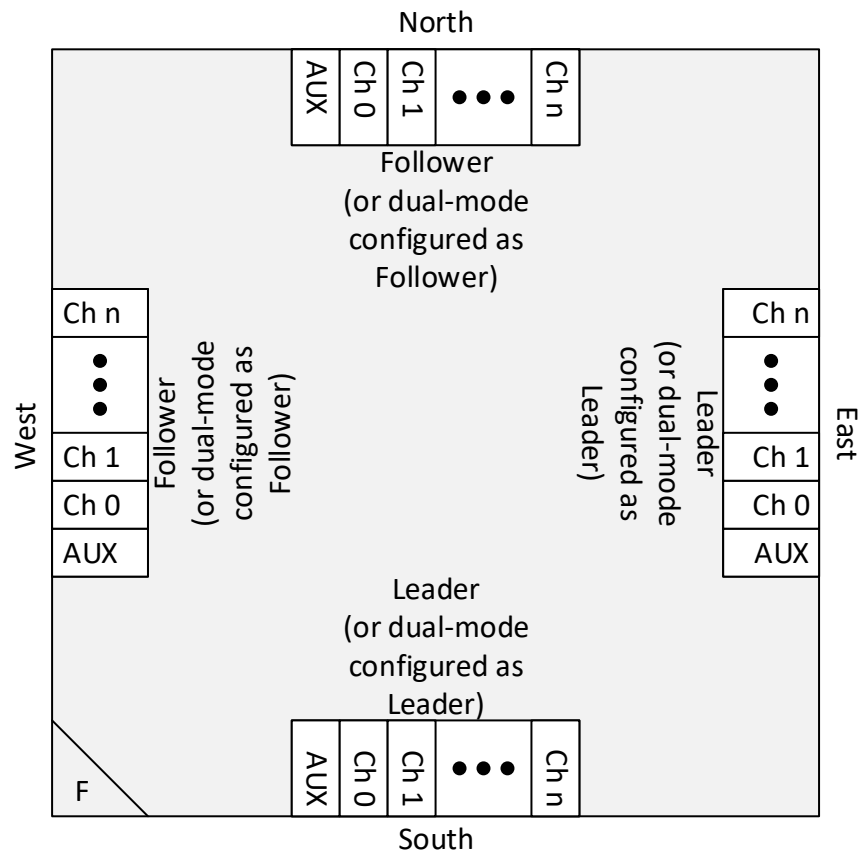 North
AUX
Ch 0
Ch 1
Ch n
Follower
(or dual-mode
configured as
Follower)
West
Ch n
Ch 1
Ch 0
AUX
Follower
(or dual-mode
configured as
Follower)
Leader
(or dual-mode
configured as
Leader)
Ch n
Ch 1
Ch 0
AUX
East
Leader
(or dual-mode
configured as
Leader)
AUX
Ch 0
Ch 1
Ch n
F
South